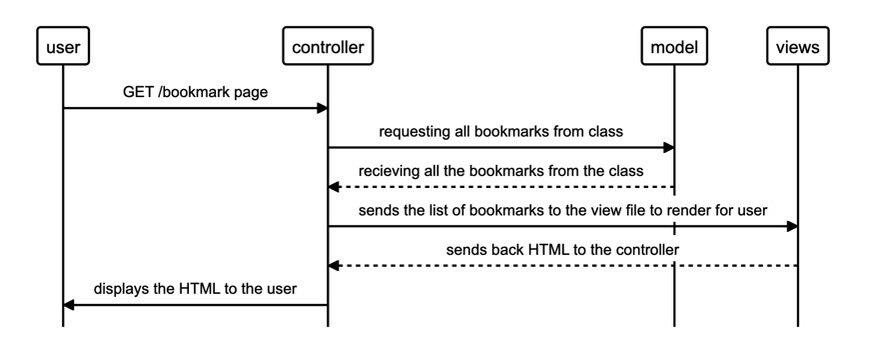 user
controller
model
views
GET /bookmark page
requesting all bookmarks from class
recieving all the bookmarks from the class
sends the list of bookmarks to the view file to render for user
sends back HTML to the controller
displays the HTML to the user